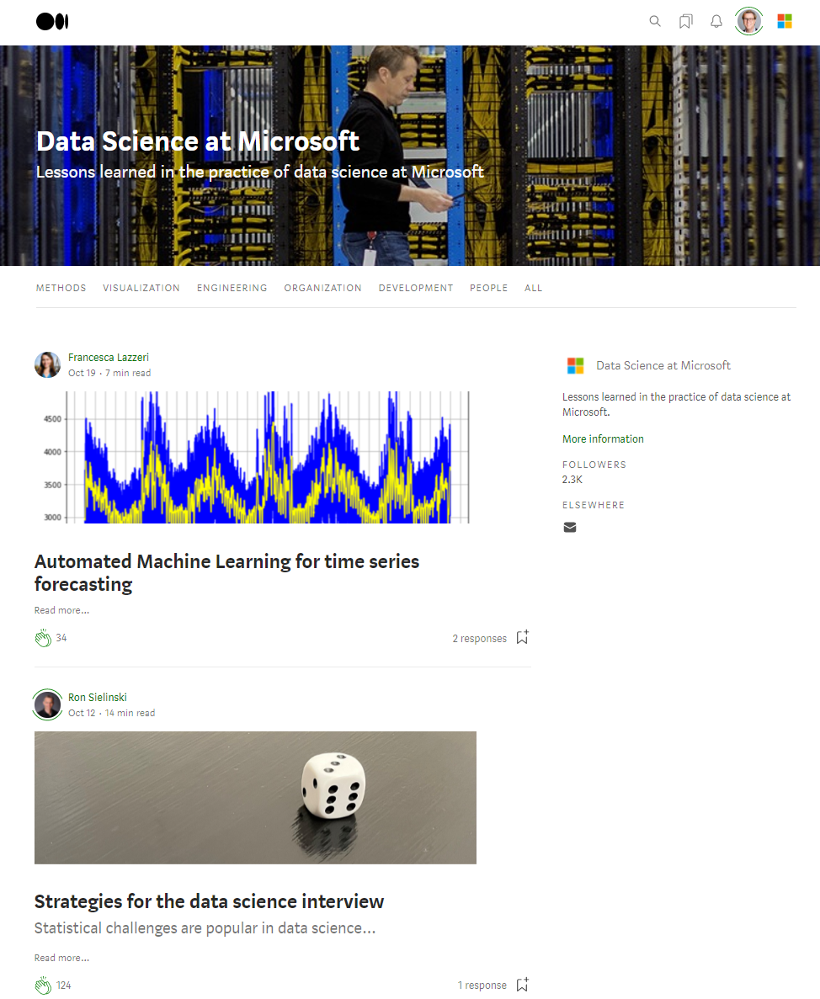 Data Science at Microsoft
Lessons learned in the practice of data science at Microsoft
METHODS VISUALIZATION ENGINEERING ORGANIZATION DEVELOPMENT PEOPLE ALL
Francesca Lazzeri
Oct 19 · 7 min read
4500
4000
3500
3000
Automated Machine Learning for time series
forecasting
Read more…
34
2 responses
Ron Sielinski
Oct 12 · 14 min read
Strategies for the data science interview
Statistical challenges are popular in data science…
Read more…
124
1 response
Data Science at Microsoft
Lessons learned in the practice of data science at
Microsoft.
More information
FOLLOWERS
2.3K
ELSEWHERE